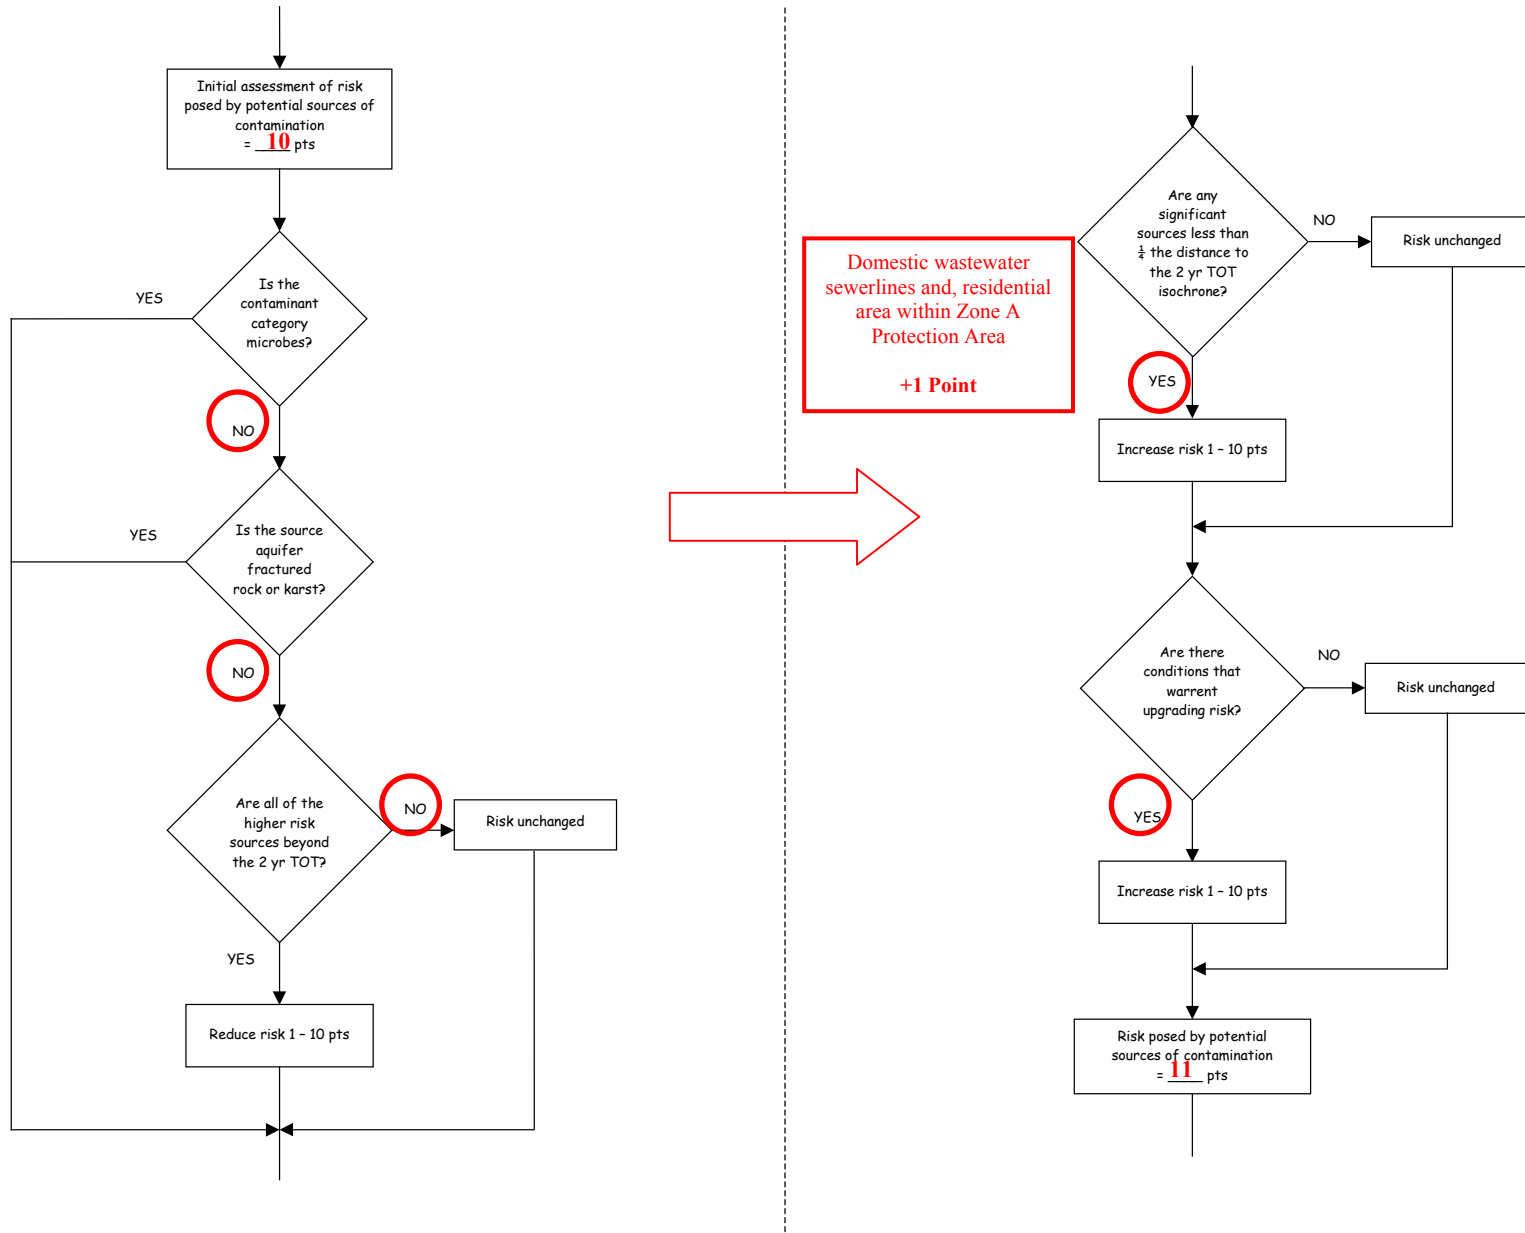 Initial assessment of risk
posed by potential sources of
contamination
= 10 pts
Is the
contaminant
category
microbes?
YES
NO
Is the source
aquifer
fractured
rock or karst?
YES
NO
Are all of the
higher risk
sources beyond
the 2 yr TOT?
NO
Risk unchanged
YES
Reduce risk 1 – 10 pts
Domestic wastewater
sewerlines and, residential
area within Zone A
Protection Area
+1 Point
Are any
significant
sources less than
¼ the distance to
the 2 yr TOT
isochrone?
NO
Risk unchanged
YES
Increase risk 1 – 10 pts
Are there
conditions that
warrent
upgrading risk?
NO
Risk unchanged
YES
Increase risk 1 – 10 pts
Risk posed by potential
sources of contamination
= 11 pts